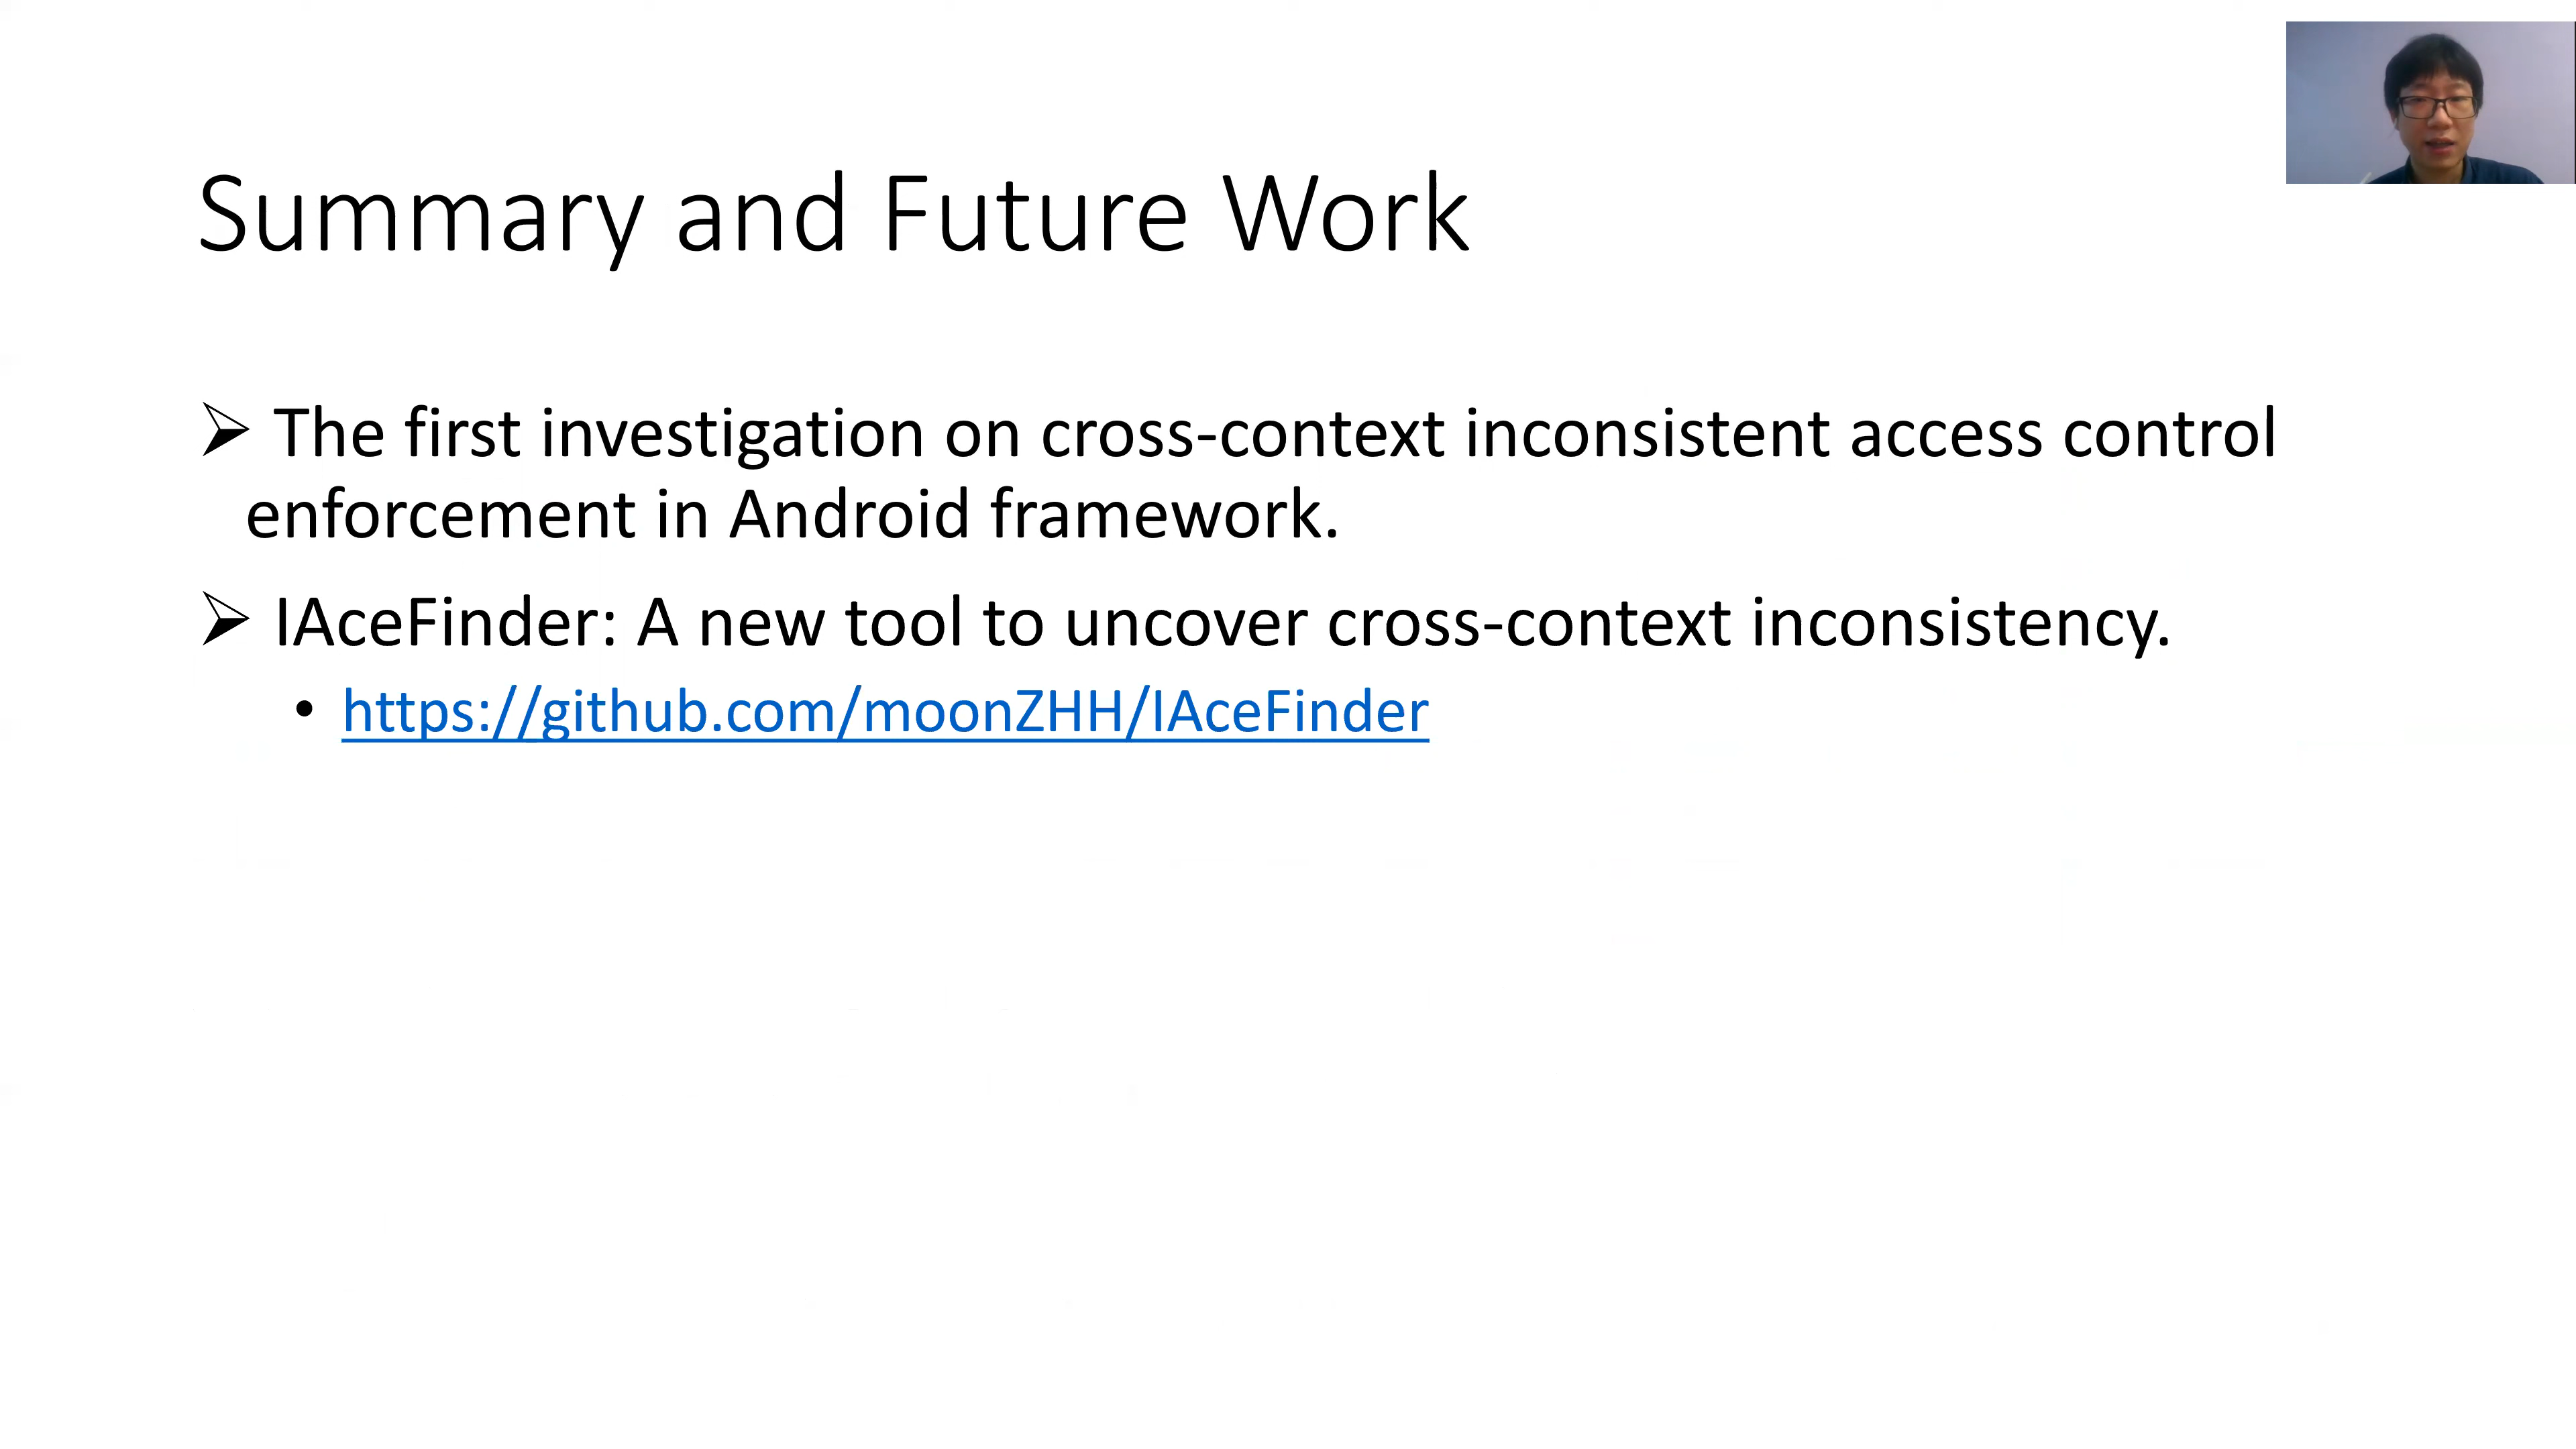 Summary and Future Work
➢ The first investigation on cross-context inconsistent access control
enforcement in Android framework.
➢ IAceFinder: A new tool to uncover cross-context inconsistency.
• https://github.com/moonZHH/IAceFinder